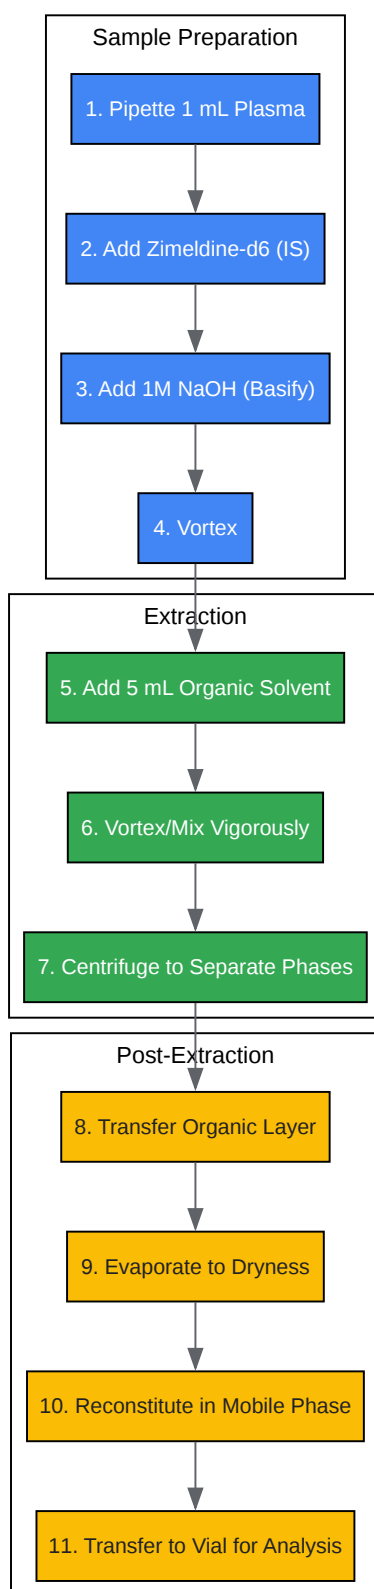 Sample Preparation
1. Pipette 1 mL Plasma
2. Add Zimeldine-d6 (IS)
3. Add 1M NaOH (Basify)
4. Vortex
Extraction
5. Add 5 mL Organic Solvent
6. Vortex/Mix Vigorously
7. Centrifuge to Separate Phases
Post-Extraction
8. Transfer Organic Layer
9. Evaporate to Dryness
10. Reconstitute in Mobile Phase
11. Transfer to Vial for Analysis